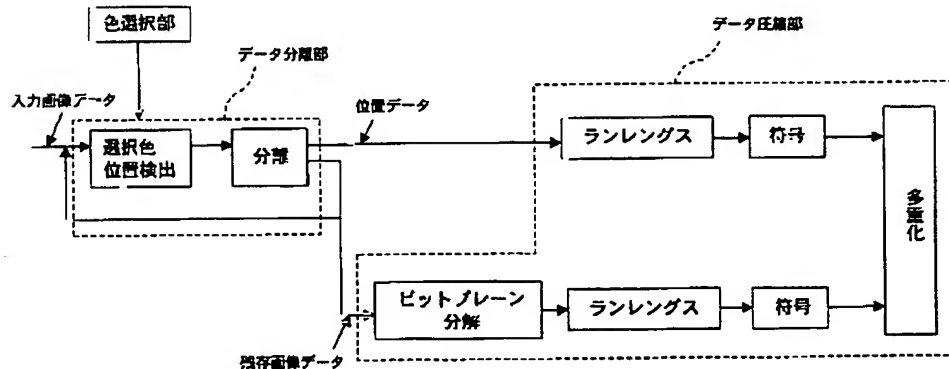 色選択部
データ分離部
データ圧縮部
入力画像データ
位置データ
選択色
位置検出
分離
ランレングス
符号
多重化
ビットプレーン
分解
ランレングス
符号
残存画像データ